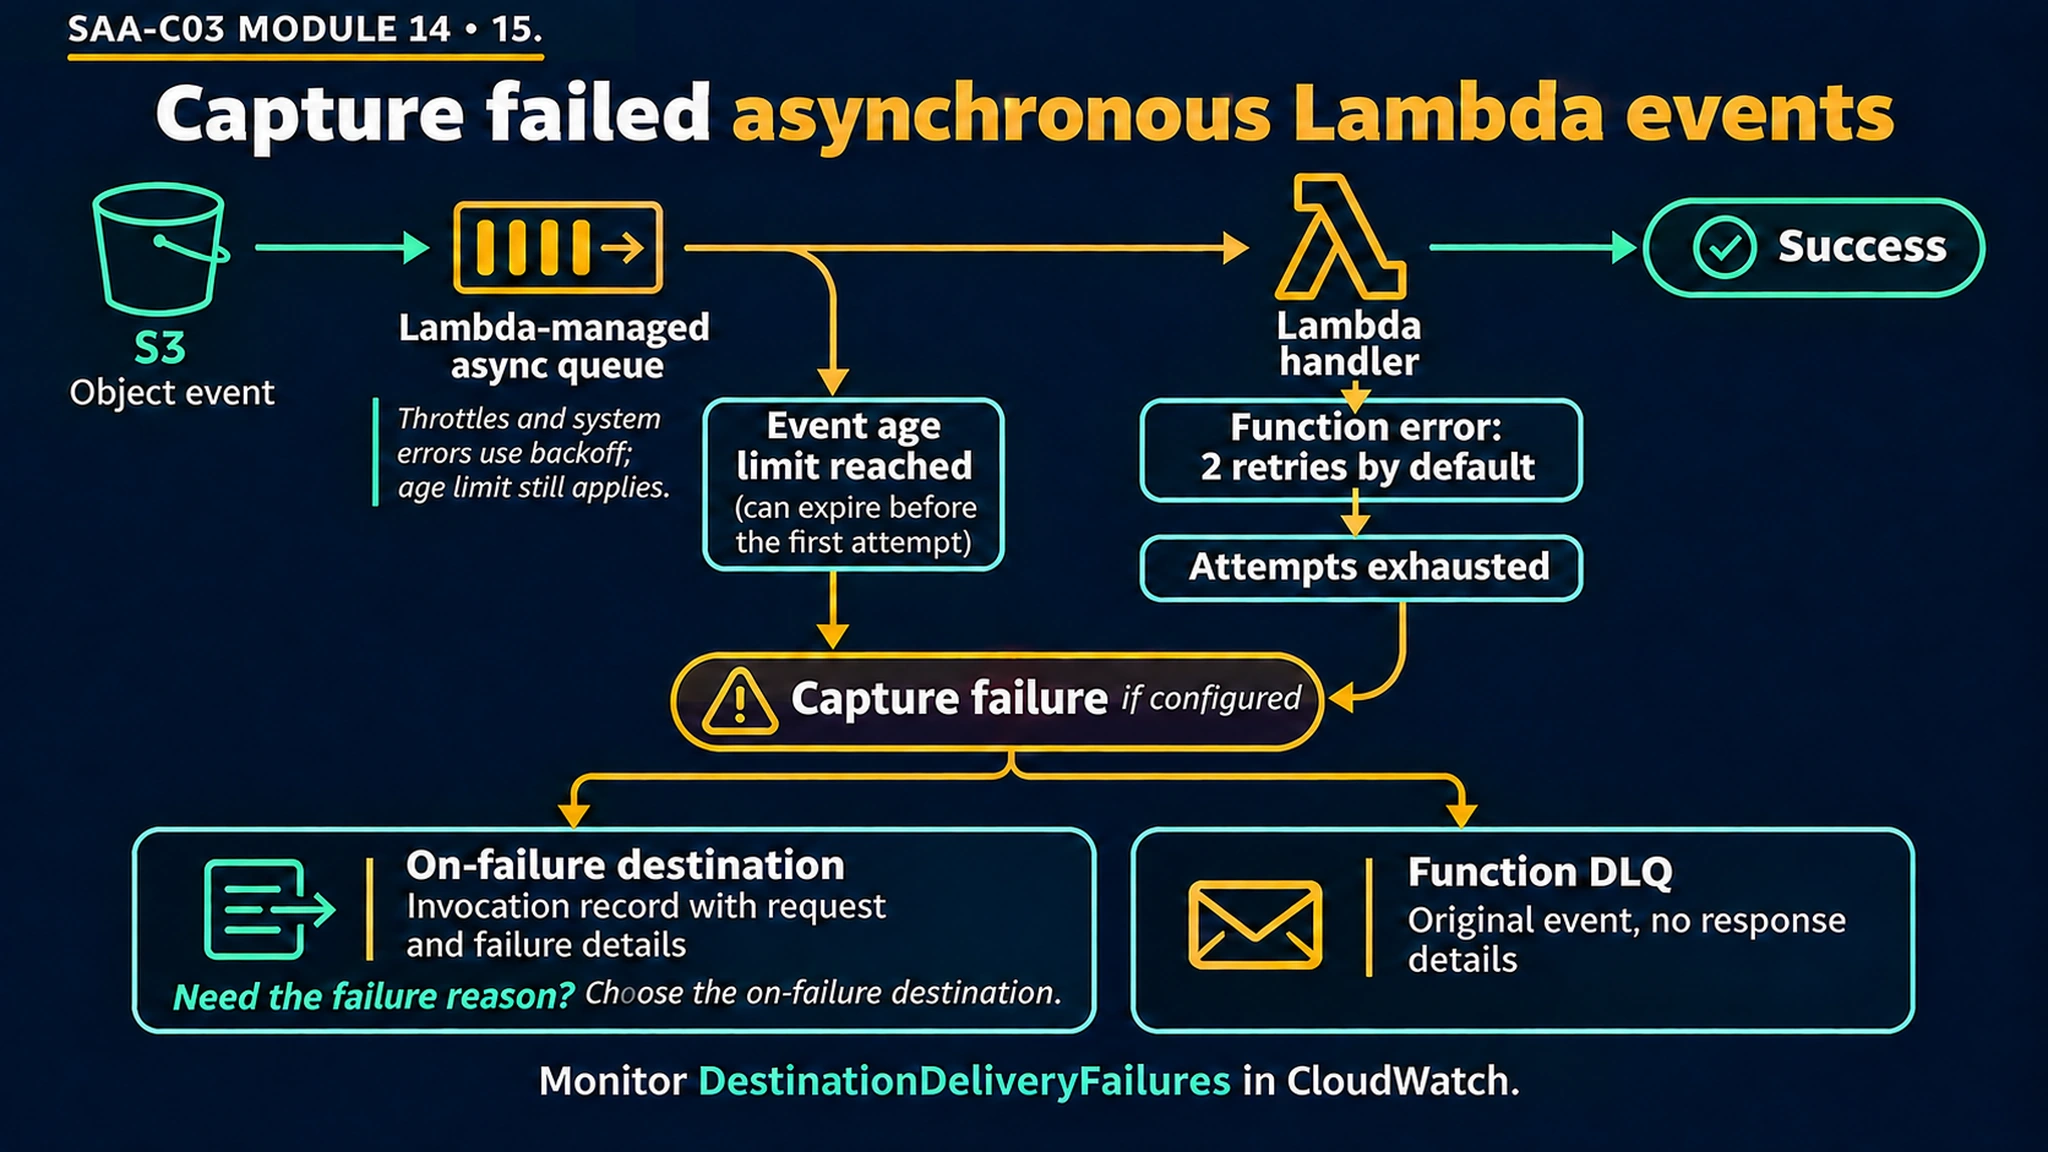 SAA-C03 MODULE 14 • 15.
Capture failed asynchronous Lambda events
S3
Object event
Lambda-managed
async queue
Throttles and system
errors use backoff;
age limit still applies.
Event age
limit reached
(can expire before
the first attempt)
Lambda
handler
Success
Function error:
2 retries by default
Attempts exhausted
Capture failure if configured
On-failure destination
Invocation record with request
and failure details
Need the failure reason? Choose the on-failure destination.
Function DLQ
Original event, no response
details
Monitor DestinationDeliveryFailures in CloudWatch.